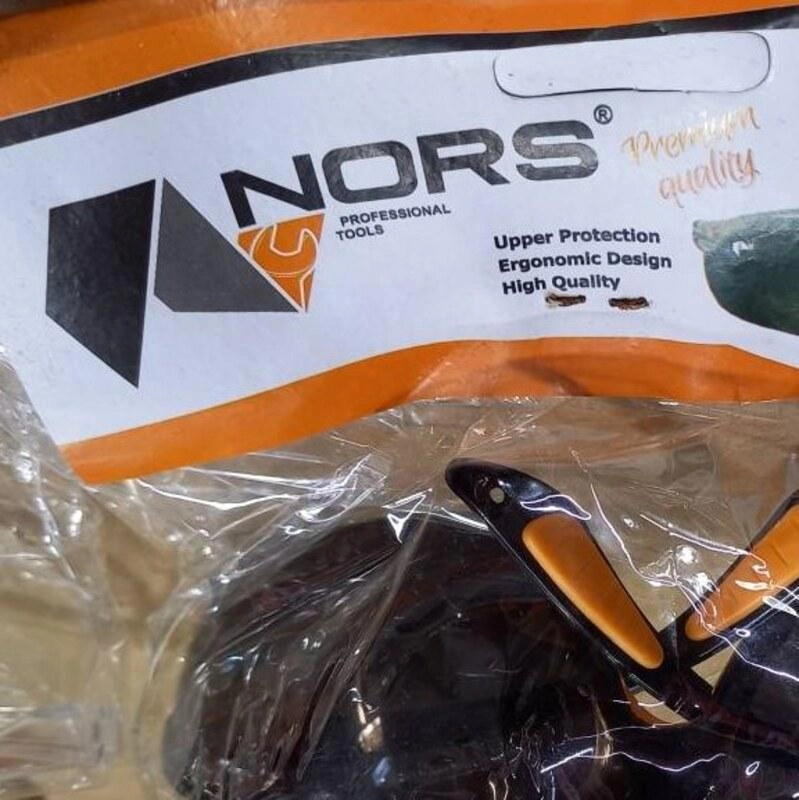 NORS®
PROFESSIONAL
TOOLS
Premium
quality
Upper Protection
Ergonomic Design
High Quality